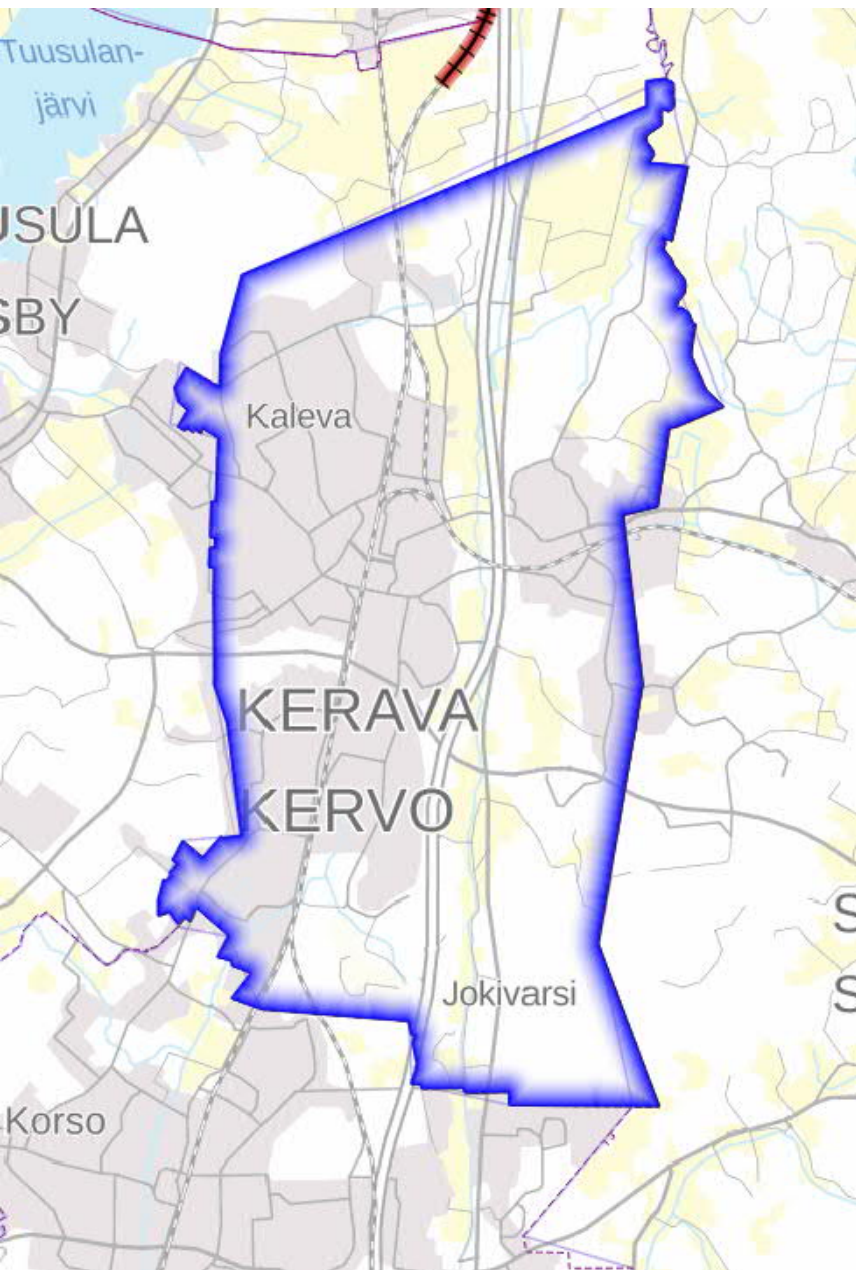 Tuusulan-
järvi
USULA
SBY
Kaleva
KERAVA
KERVO
S
Jokivarsi
S
Korso